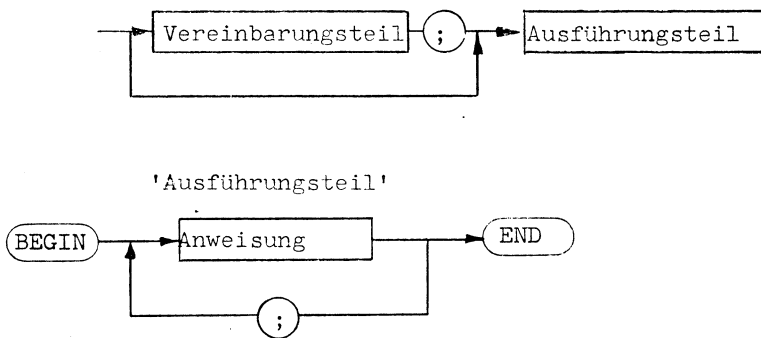 Vereinbarungsteil ; Ausführungsteil
'Ausführungsteil'
BEGIN Anweisung END
;